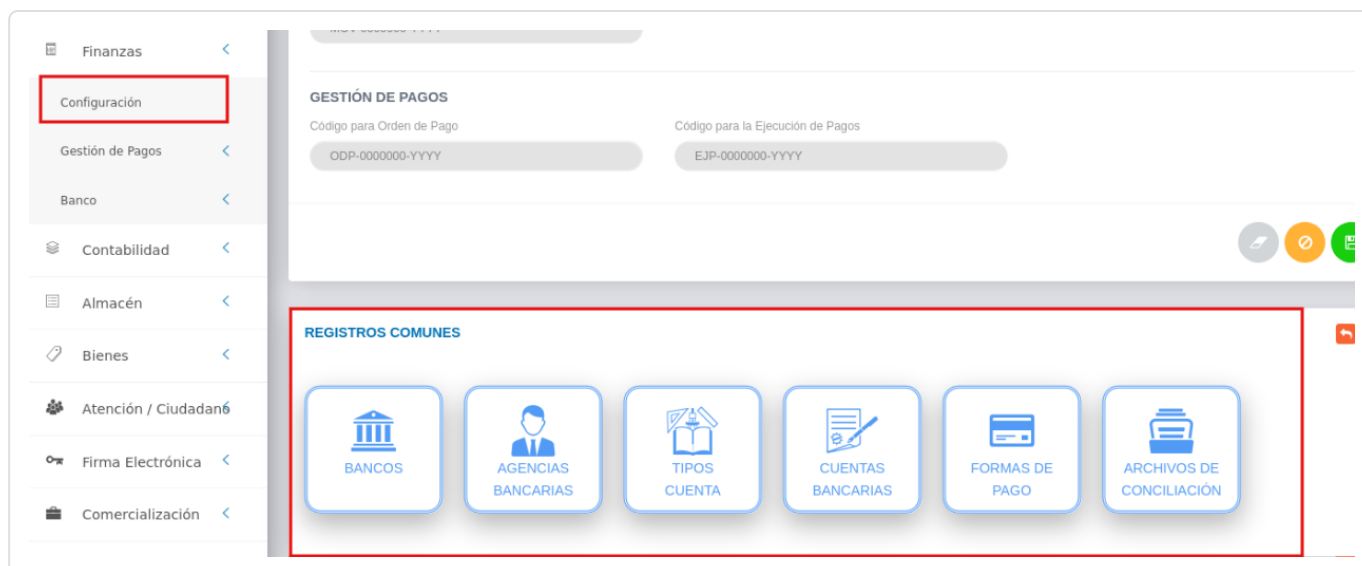 Finanzas
Configuración
Gestión de Pagos
Banco
Contabilidad
Almacén
Bienes
Atención / Ciudadano
Firma Electrónica
Comercialización
GESTIÓN DE PAGOS
Código para Orden de Pago
Código para la Ejecución de Pagos
ODP-0000000-YYYY
EJP-0000000-YYYY
REGISTROS COMUNES
BANCOS
AGENCIAS
BANCARIAS
TIPOS
CUENTA
CUENTAS
BANCARIAS
FORMAS DE
PAGO
ARCHIVOS DE
CONCILIACIÓN